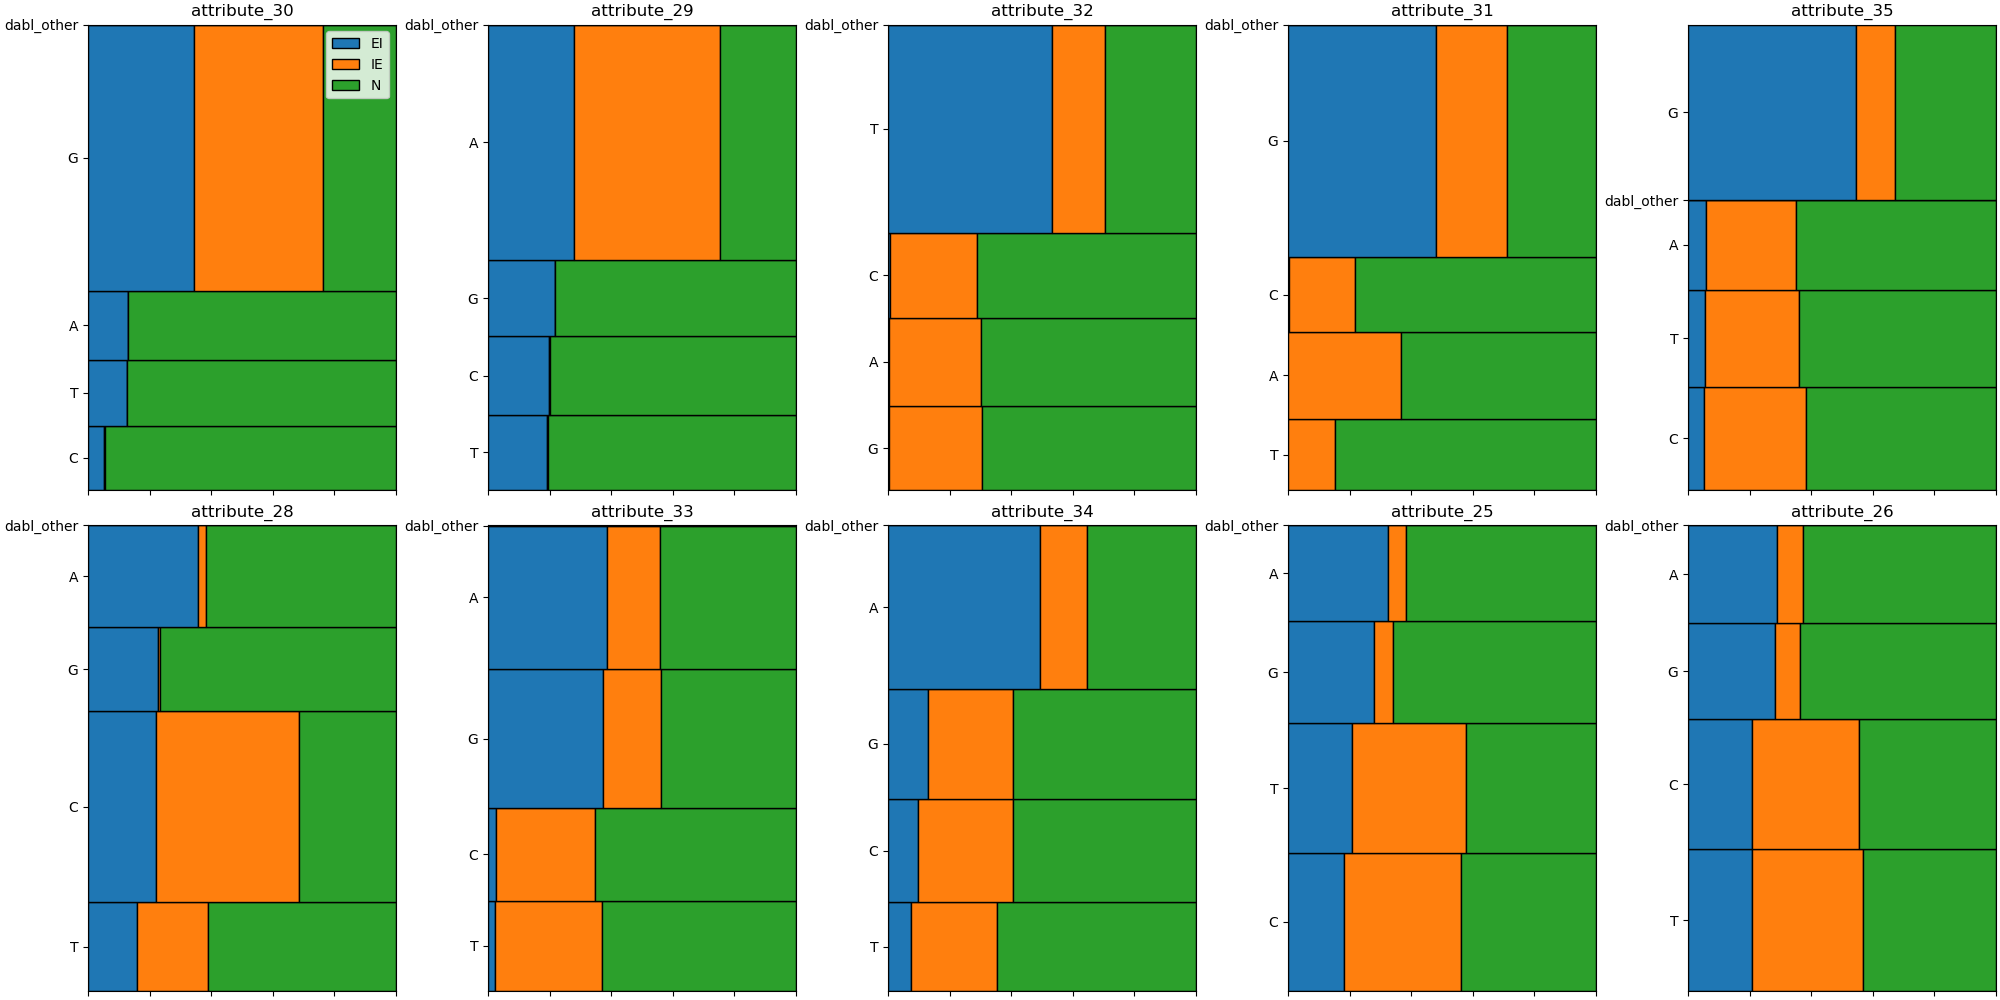 attribute_30
dabl_other
G
A
T
C
EI
IE
N
attribute_29
dabl_other
A
G
C
T
attribute_32
dabl_other
T
C
A
G
attribute_31
dabl_other
G
C
A
T
attribute_35
G
dabl_other
A
T
C
attribute_28
dabl_other
A
G
C
T
attribute_33
dabl_other
A
G
C
T
attribute_34
dabl_other
A
G
C
T
attribute_25
dabl_other
A
G
T
C
attribute_26
dabl_other
A
G
C
T